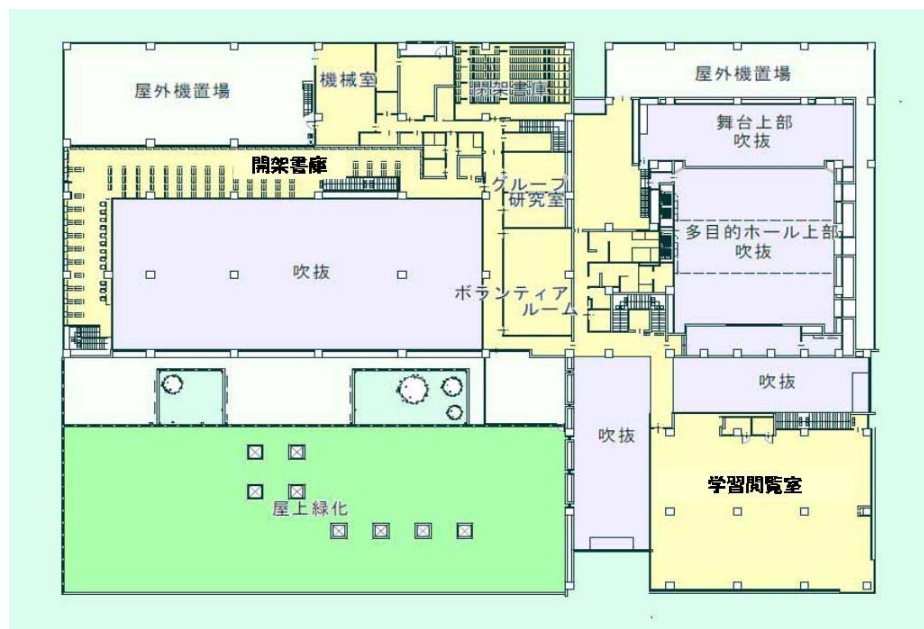 屋外機置場
機械室
閉架書庫
屋外機置場
舞台上部
吹抜
開架書庫
グループ
研究室
多目的ホール上部
吹抜
吹抜
ボランティア
ルーム
吹抜
吹抜
学習閲覧室
屋上緑化